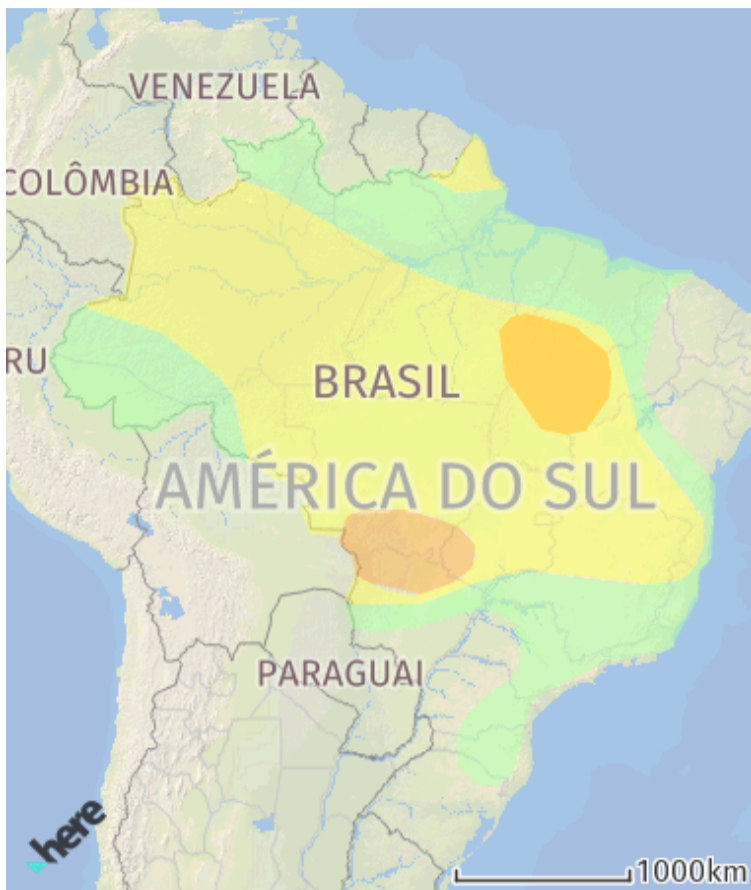 VENEZUELA
COLÔMBIA
RU
BRASIL
AMÉRICA DO SUL
PARAGUAI
here
1000km